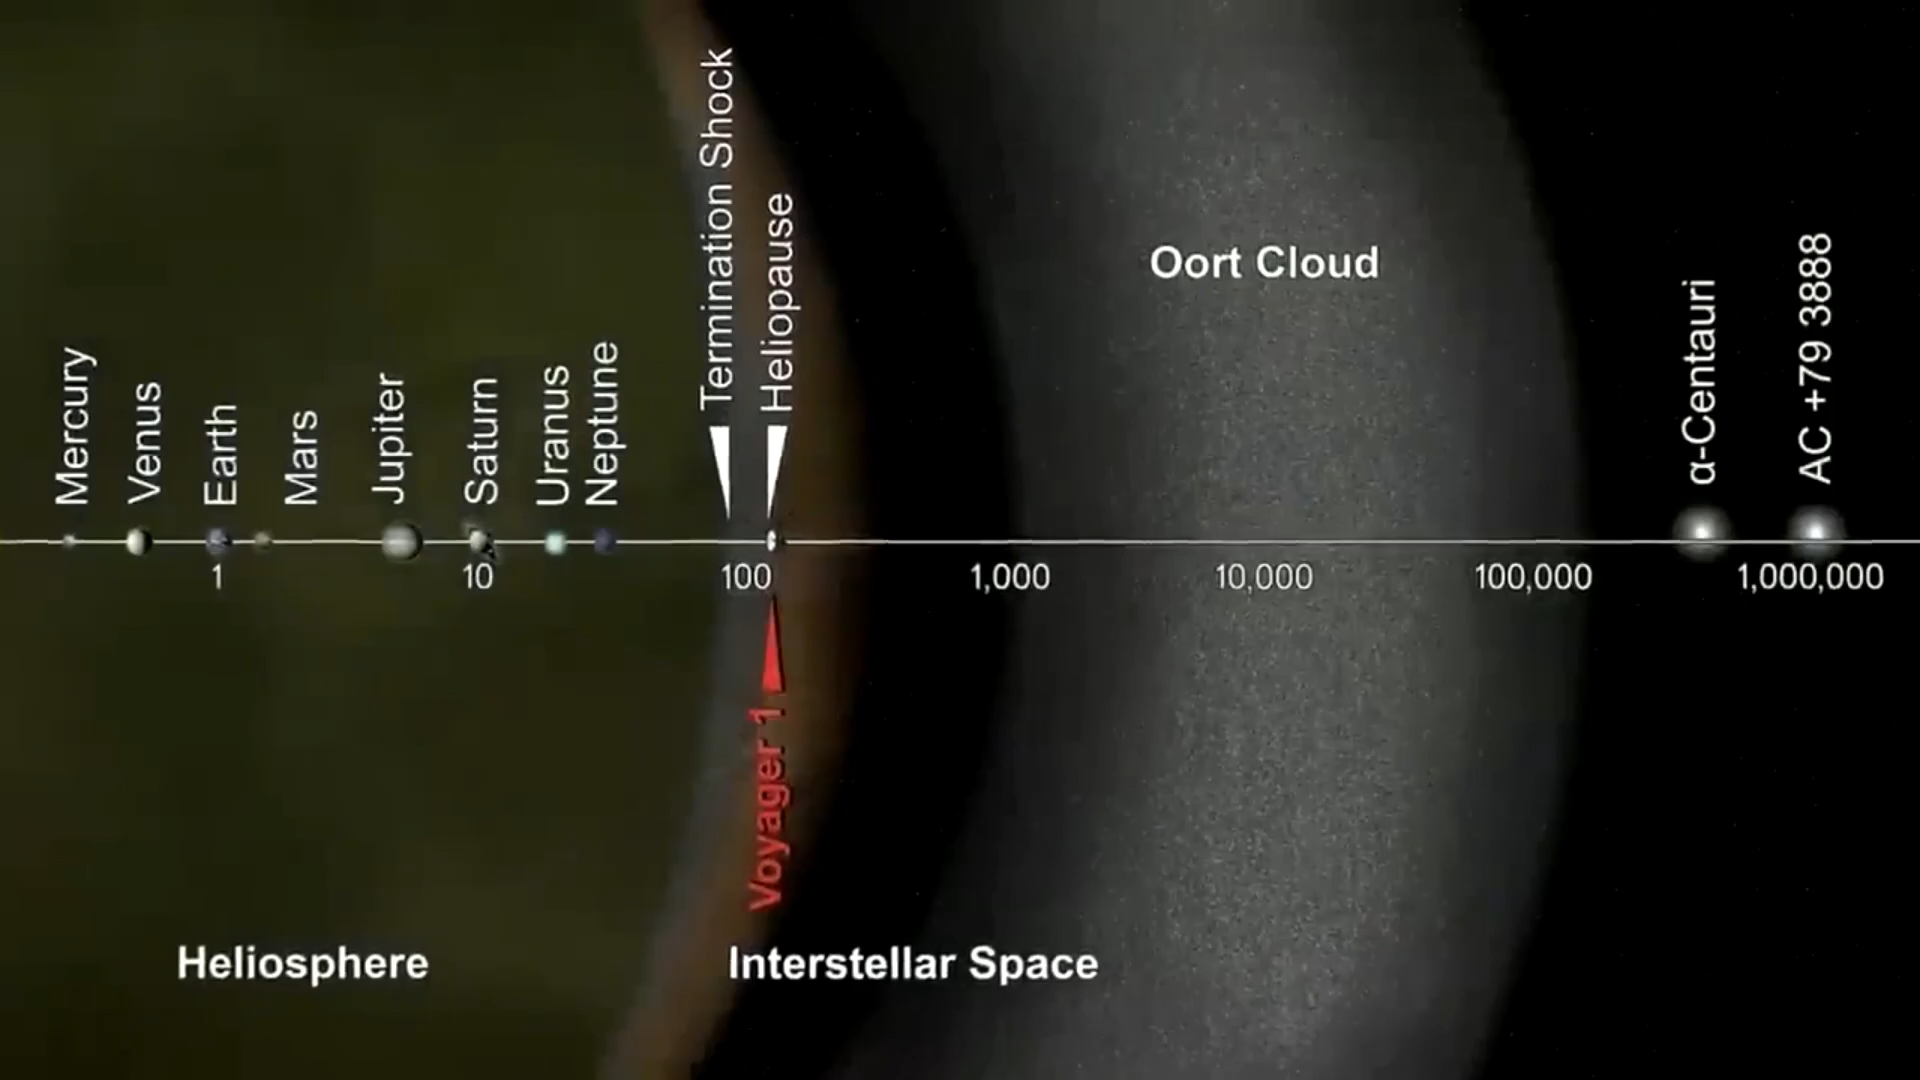 Mercury
Venus
Earth
Mars
Jupiter
Saturn
Uranus
Neptune
Termination Shock
Heliopause
Oort Cloud
α-Centauri
AC +79 3888
1
10
100
1,000
10,000
100,000
1,000,000
Voyager 1
Heliosphere
Interstellar Space